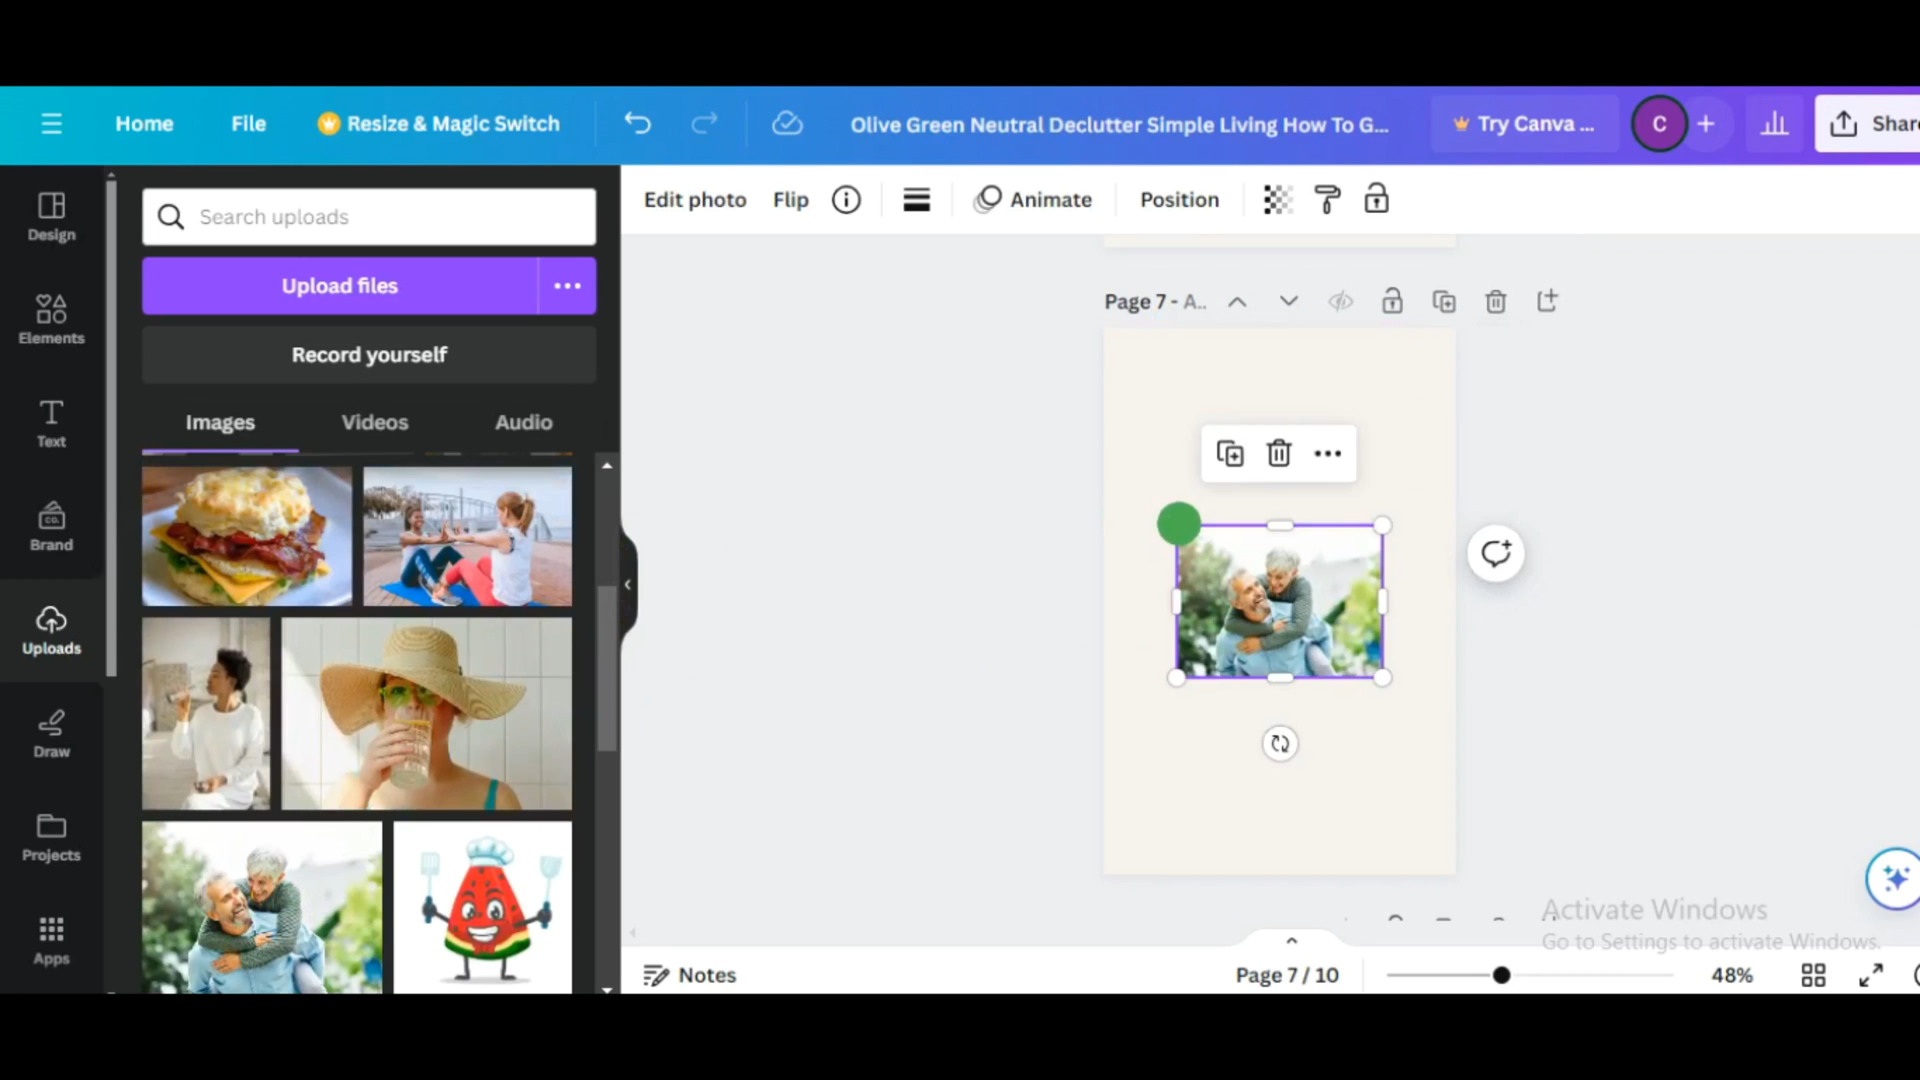 Home
File
Resize & Magic Switch
Olive Green Neutral Declutter Simple Living How To G...
Try Canva ...
C
Share
Design
Elements
Text
CO.
Brand
Uploads
Draw
Projects
Apps
Search uploads
Upload files
Record yourself
Images
Videos
Audio
Edit photo
Flip
Animate
Position
Page 7 - A..
Activate Windows
Go to Settings to activate Windows.
Notes
Page 7 / 10
48%